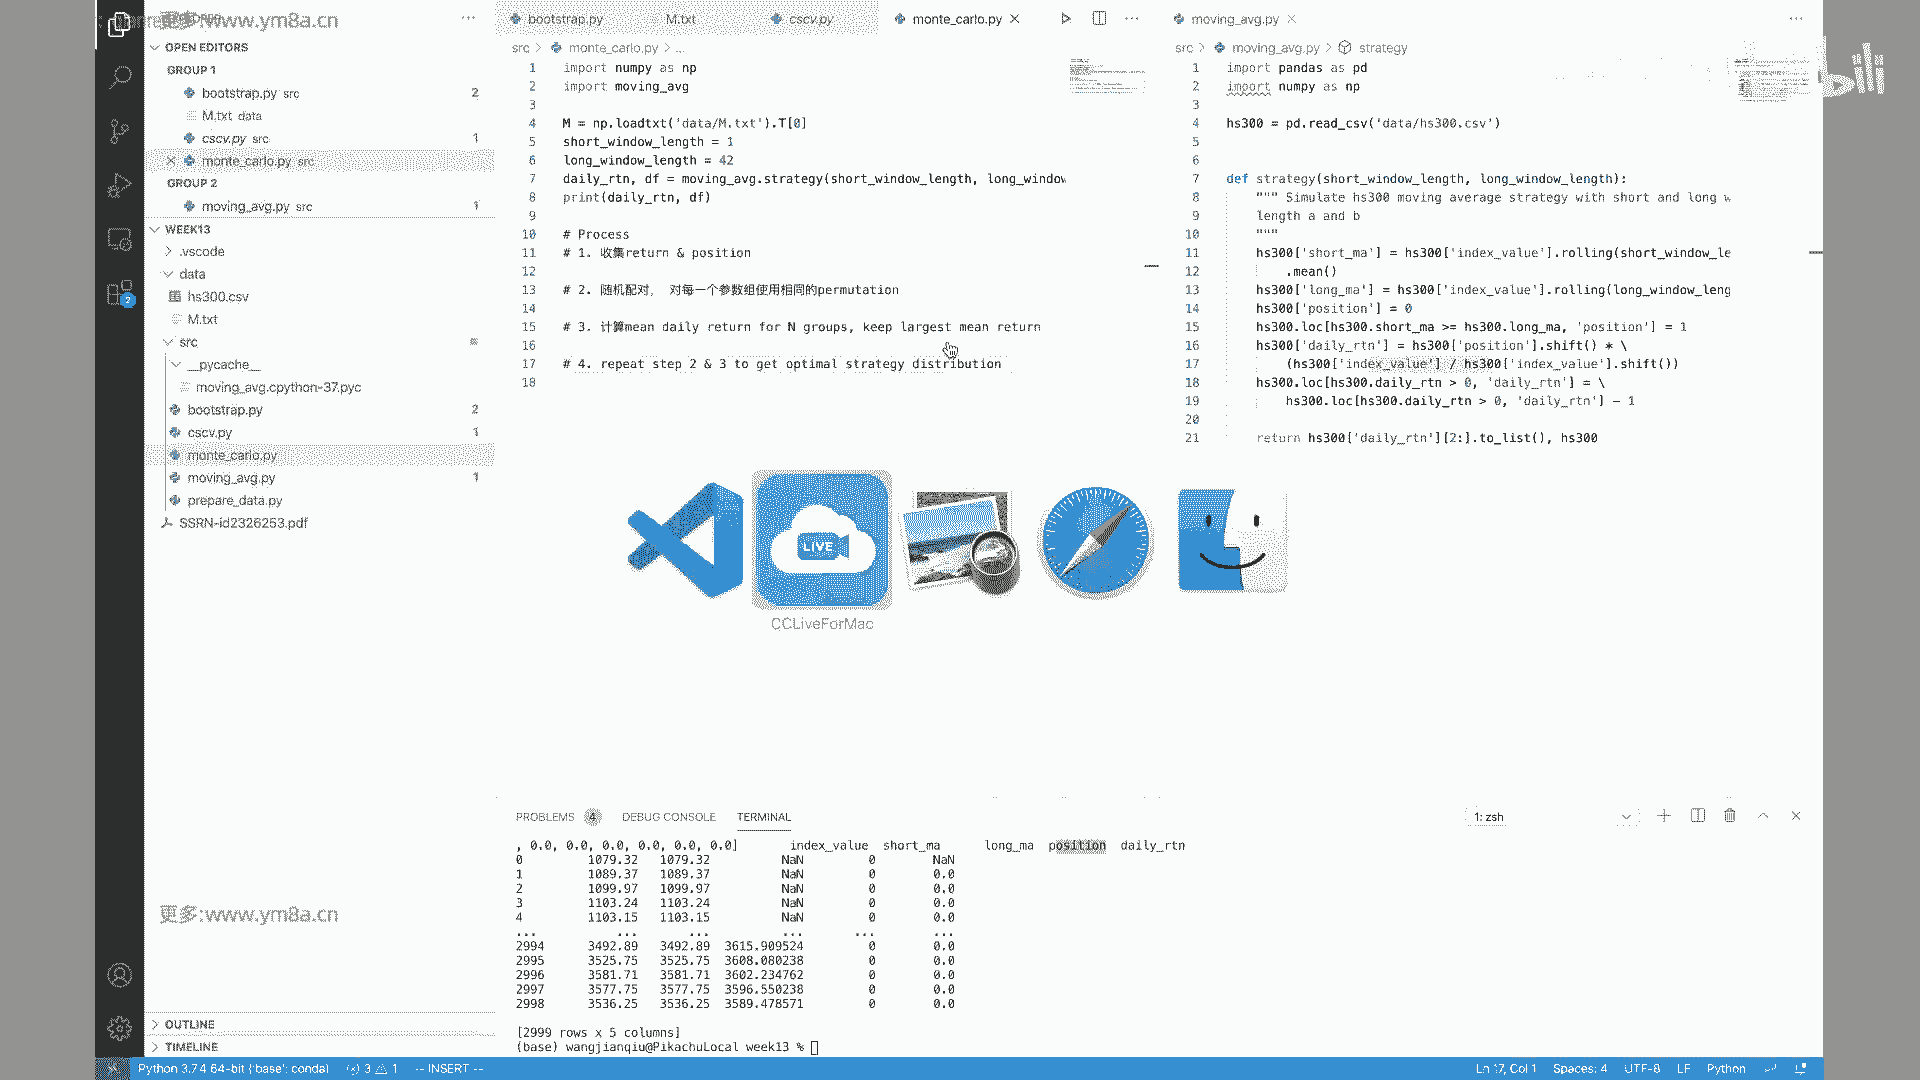 更多:www.ym8a.cn
bili
OPEN EDITORS
GROUP 1
bootstrap.py src 2
M.txt data
cscv.py src 1
monte_carlo.py src
GROUP 2
moving_avg.py src 1
WEEK13
.vscode
data
hs300.csv
M.txt
src
__pycache__
moving_avg.cpython-37.pyc
bootstrap.py 2
cscv.py 1
monte_carlo.py
moving_avg.py 1
prepare_data.py
SSRN-id2326253.pdf
更多:www.ym8a.cn
OUTLINE
TIMELINE
2
bootstrap.py M.txt cscv.py monte_carlo.py
src > monte_carlo.py > ...
1 import numpy as np
2 import moving_avg
3
4 M = np.loadtxt('data/M.txt').T[0]
5 short_window_length = 1
6 long_window_length = 42
7 daily_rtn, df = moving_avg.strategy(short_window_length, long_window
8 print(daily_rtn, df)
9
10 # Process
11 # 1. 收集return & position
12
13 # 2. 随机配对， 对每一个参数组使用相同的permutation
14
15 # 3. 计算mean daily return for N groups, keep largest mean return
16
17 # 4. repeat step 2 & 3 to get optimal strategy distribution
18
moving_avg.py
src > moving_avg.py > strategy
1 import pandas as pd
2 import numpy as np
3
4 hs300 = pd.read_csv('data/hs300.csv')
5
6
7 def strategy(short_window_length, long_window_length):
8 """ Simulate hs300 moving average strategy with short and long w
9 length a and b
10 """
11 hs300['short_ma'] = hs300['index_value'].rolling(short_window_le
12 .mean()
13 hs300['long_ma'] = hs300['index_value'].rolling(long_window_leng
14 hs300['position'] = 0
15 hs300.loc[hs300.short_ma >= hs300.long_ma, 'position'] = 1
16 hs300['daily_rtn'] = hs300['position'].shift() * \
17 (hs300['index_value'] / hs300['index_value'].shift())
18 hs300.loc[hs300.daily_rtn > 0, 'daily_rtn'] = \
19 hs300.loc[hs300.daily_rtn > 0, 'daily_rtn'] - 1
20
21 return hs300['daily_rtn'][2:].to_list(), hs300
LIVE
CCLiveForMac
PROBLEMS 4 DEBUG CONSOLE TERMINAL 1: zsh
, 0.0, 0.0, 0.0, 0.0, 0.0] index_value short_ma long_ma position daily_rtn
0 1079.32 1079.32 NaN 0 NaN
1 1089.37 1089.37 NaN 0 0.0
2 1099.97 1099.97 NaN 0 0.0
3 1103.24 1103.24 NaN 0 0.0
4 1103.15 1103.15 NaN 0 0.0
... ... ... ... ... ...
2994 3492.89 3492.89 3615.909524 0 0.0
2995 3525.75 3525.75 3608.080238 0 0.0
2996 3581.71 3581.71 3602.234762 0 0.0
2997 3577.75 3577.75 3596.550238 0 0.0
2998 3536.25 3536.25 3589.478571 0 0.0
[2999 rows x 5 columns]
(base) wangjianqiu@PikachuLocal week13 %
Python 3.7.4 64-bit ('base': conda) 3 1 -- INSERT -- Ln 17, Col 1 Spaces: 4 UTF-8 LF Python